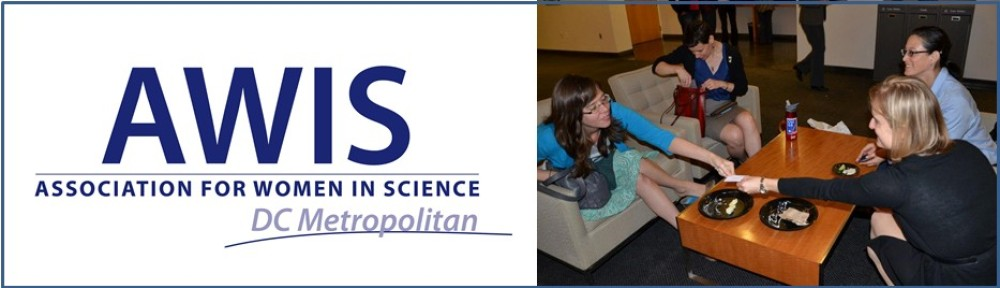 AWIS
ASSOCIATION FOR WOMEN IN SCIENCE
DC Metropolitan